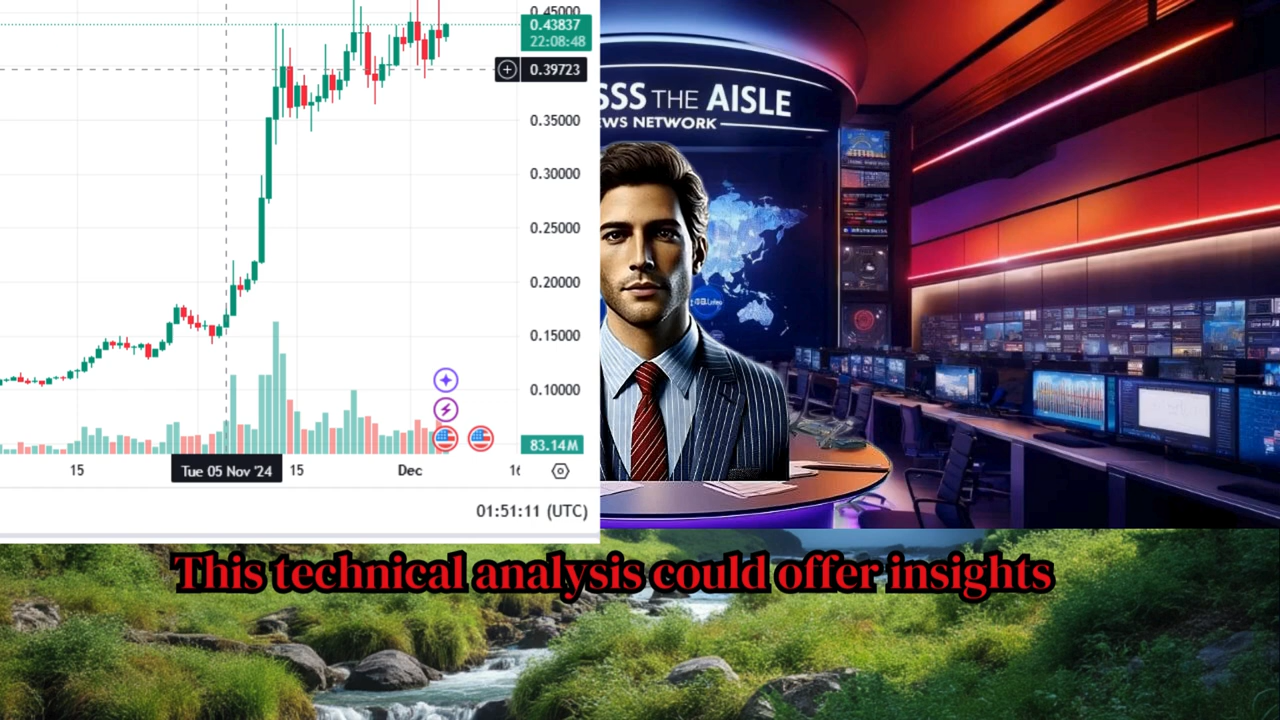 0.45000
0.43837
22:08:48
0.39723
0.35000
0.30000
0.25000
0.20000
0.15000
0.10000
83.14M
15
Tue 05 Nov '24
15
Dec
16
01:51:11 (UTC)
SSS THE AISLE
WS NETWORK
This technical analysis could offer insights